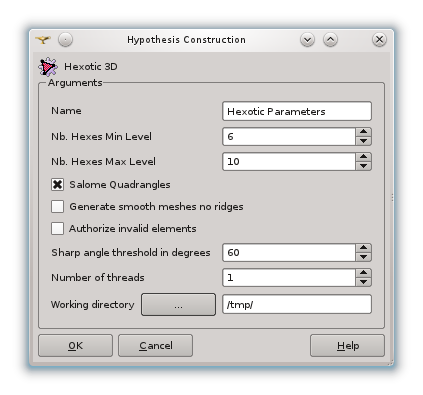 Hypothesis Construction
Hexotic 3D
Arguments
Name Hexotic Parameters
Nb. Hexes Min Level 6
Nb. Hexes Max Level 10
Salome Quadrangles
Generate smooth meshes no ridges
Authorize invalid elements
Sharp angle threshold in degrees 60
Number of threads 1
Working directory ... /tmp/
OK Cancel Help